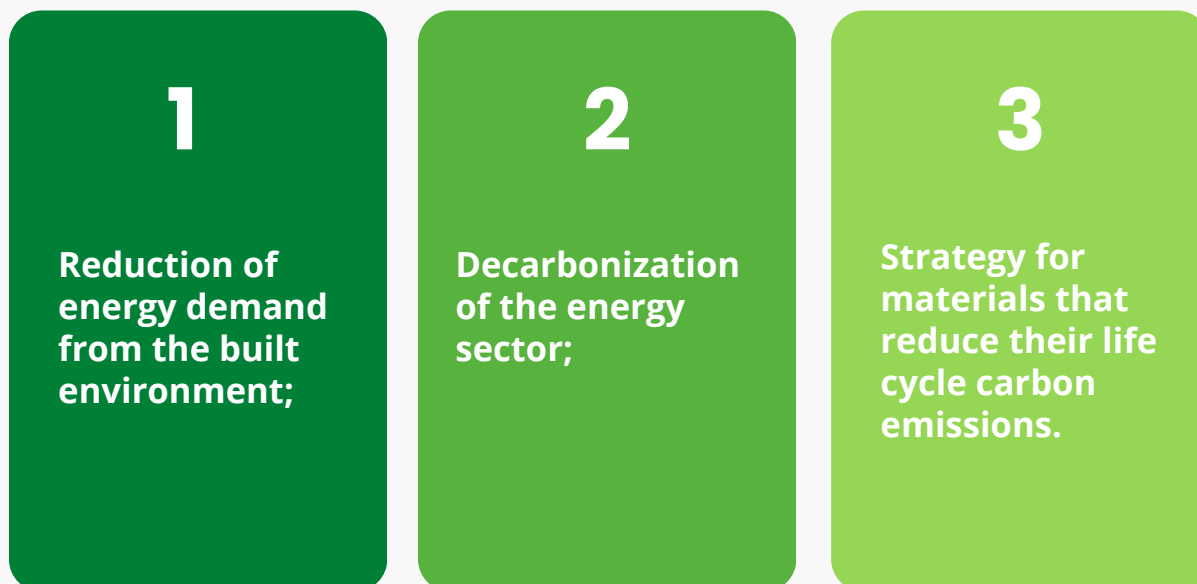 1
Reduction of
energy demand
from the built
environment;
2
Decarbonization
of the energy
sector;
3
Strategy for
materials that
reduce their life
cycle carbon
emissions.